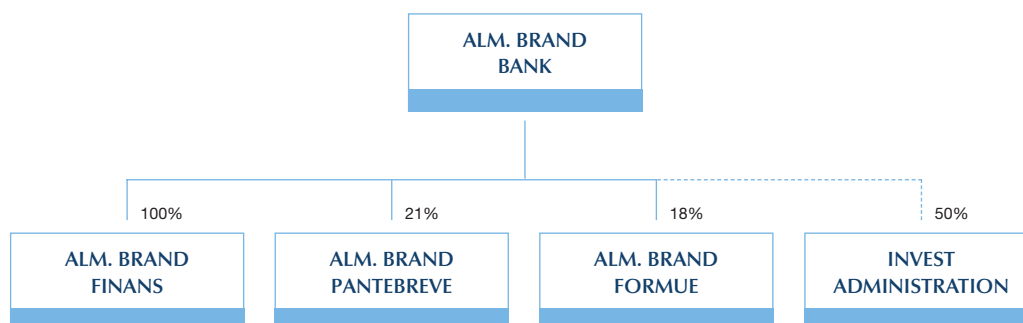 ALM. BRAND
BANK
100%
21%
18%
50%
ALM. BRAND
FINANS
ALM. BRAND
PANTEBREVE
ALM. BRAND
FORMUE
INVEST
ADMINISTRATION